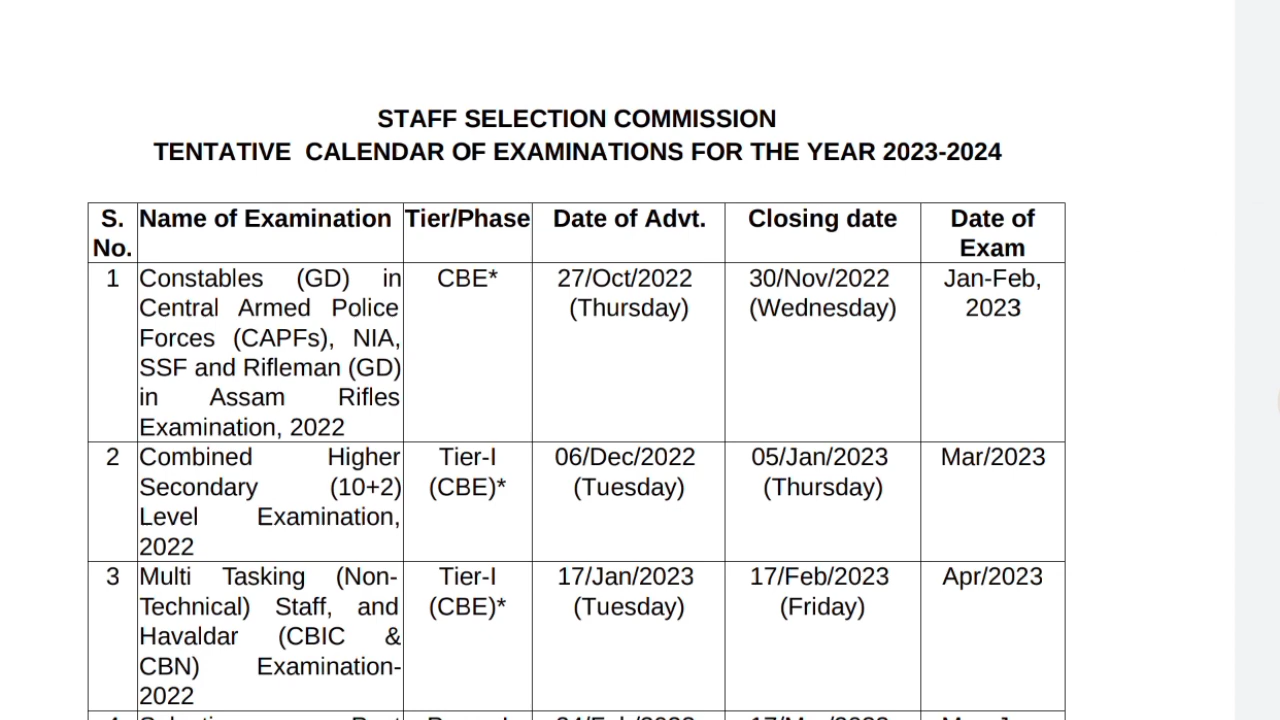 STAFF SELECTION COMMISSION
TENTATIVE CALENDAR OF EXAMINATIONS FOR THE YEAR 2023-2024
S. No. Name of Examination Tier/Phase Date of Advt. Closing date Date of Exam
1 Constables (GD) in CBE* 27/Oct/2022 30/Nov/2022 Jan-Feb,
Central Armed Police (Thursday) (Wednesday) 2023
Forces (CAPFs), NIA,
SSF and Rifleman (GD)
in Assam Rifles
Examination, 2022
2 Combined Higher Tier-I 06/Dec/2022 05/Jan/2023 Mar/2023
Secondary (10+2) (CBE)* (Tuesday) (Thursday)
Level Examination,
2022
3 Multi Tasking (Non- Tier-I 17/Jan/2023 17/Feb/2023 Apr/2023
Technical) Staff, and (CBE)* (Tuesday) (Friday)
Havaldar (CBIC &
CBN) Examination-
2022